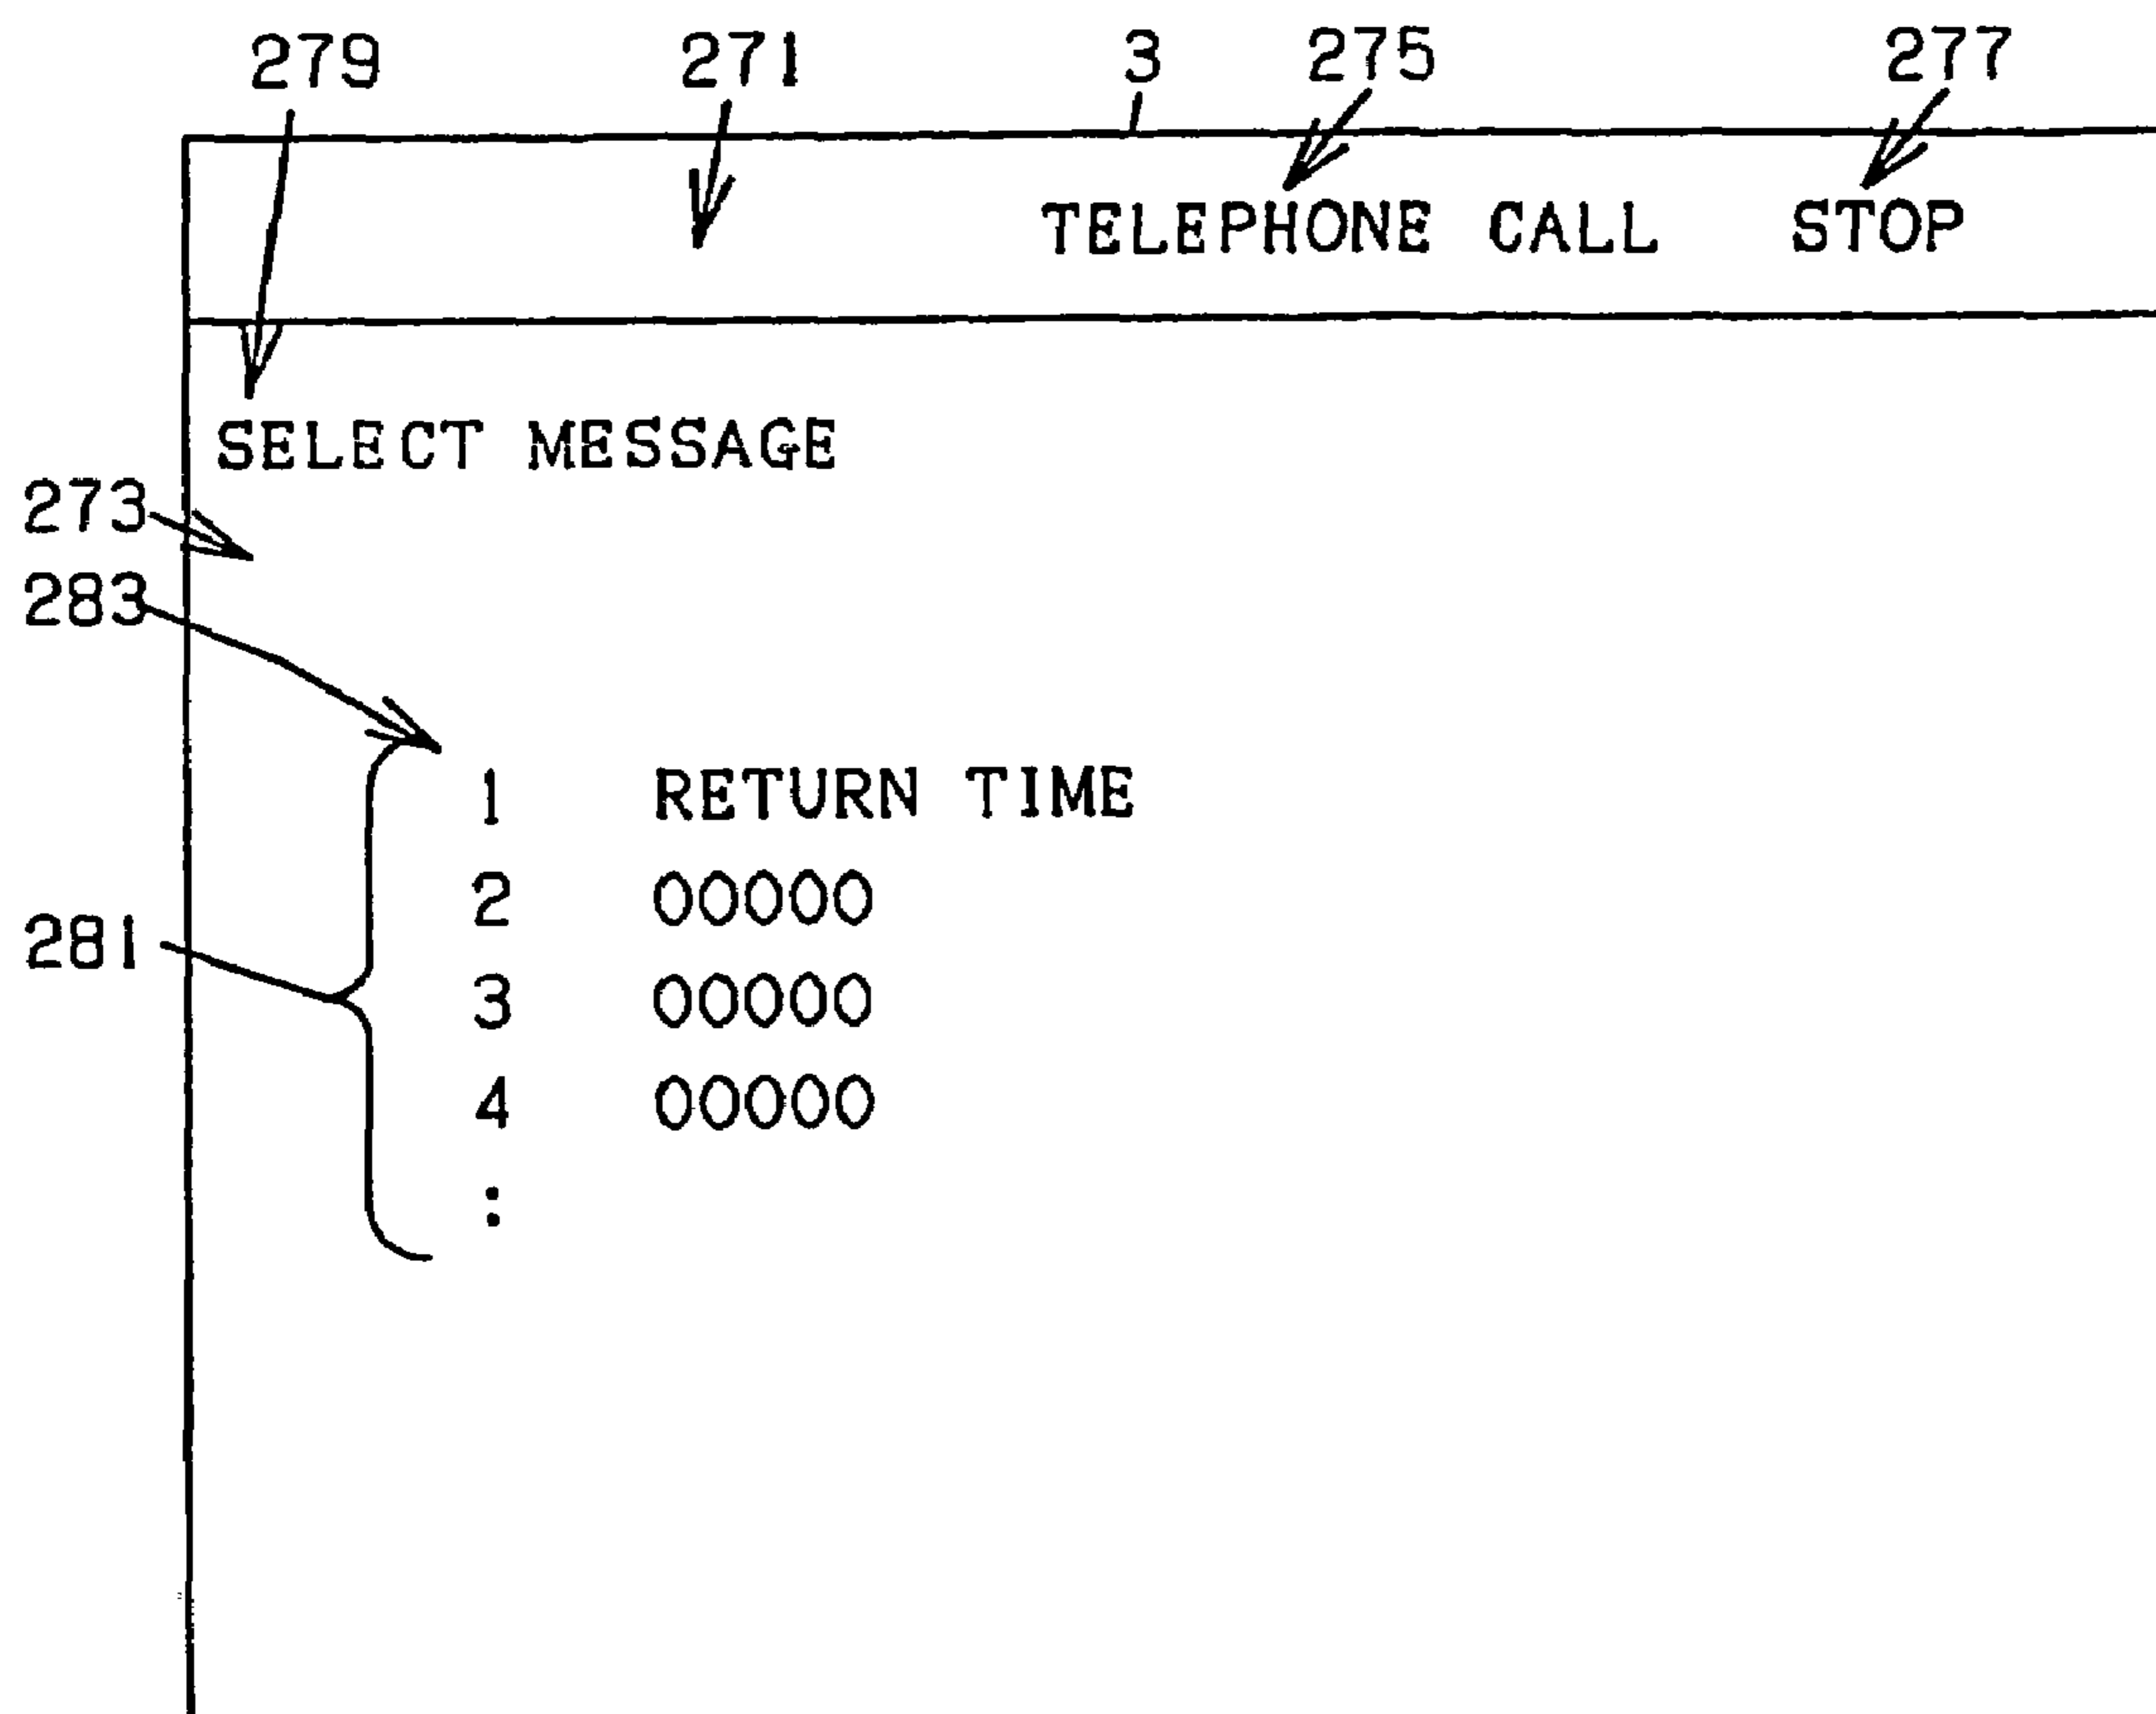 279 271 3 275 277
TELEPHONE CALL STOP
SELECT MESSAGE
273
283
1 RETURN TIME
2 00000
281
3 00000
4 00000
: